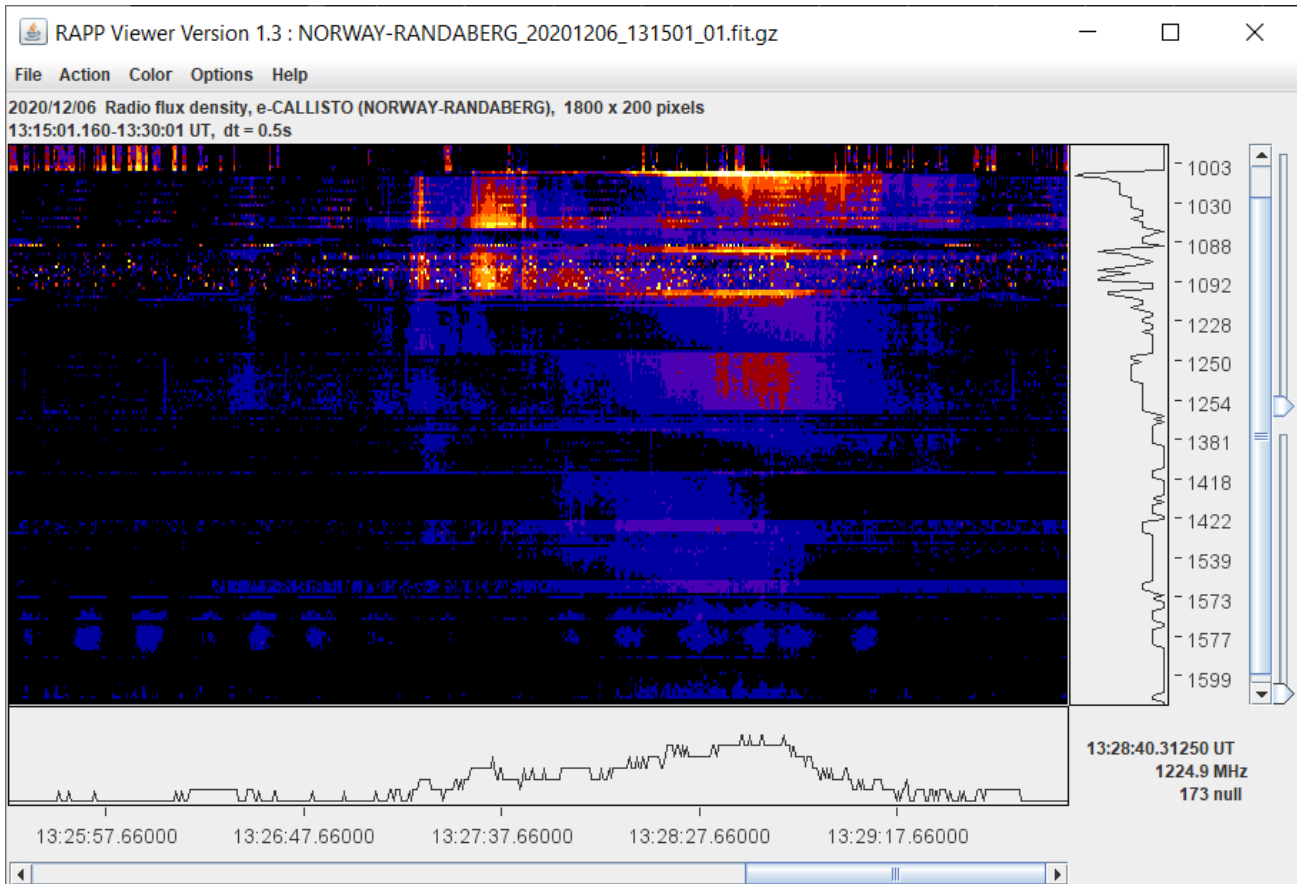 RAPP Viewer Version 1.3 : NORWAY-RANDABERG_20201206_131501_01.fit.gz
File Action Color Options Help
2020/12/06 Radio flux density, e-CALLISTO (NORWAY-RANDABERG), 1800 x 200 pixels
13:15:01.160-13:30:01 UT, dt = 0.5s
1003
1030
1088
1092
1228
1250
1254
1381
1418
1422
1539
1573
1577
1599
13:28:40.31250 UT
1224.9 MHz
173 null
13:25:57.66000 13:26:47.66000 13:27:37.66000 13:28:27.66000 13:29:17.66000